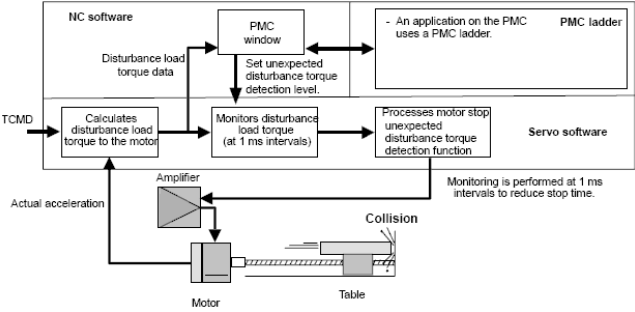 NC software
PMC
window
- An application on the PMC
uses a PMC ladder.
PMC ladder
Disturbance load
torque data
Set unexpected
disturbance torque
detection level.
TCMD
Calculates
disturbance load
torque to the motor
Monitors disturbance
load torque
(at 1 ms intervals)
Processes motor stop
unexpected
disturbance torque
detection function
Servo software
Monitoring is performed at 1 ms
intervals to reduce stop time.
Amplifier
Actual acceleration
Collision
Motor
Table